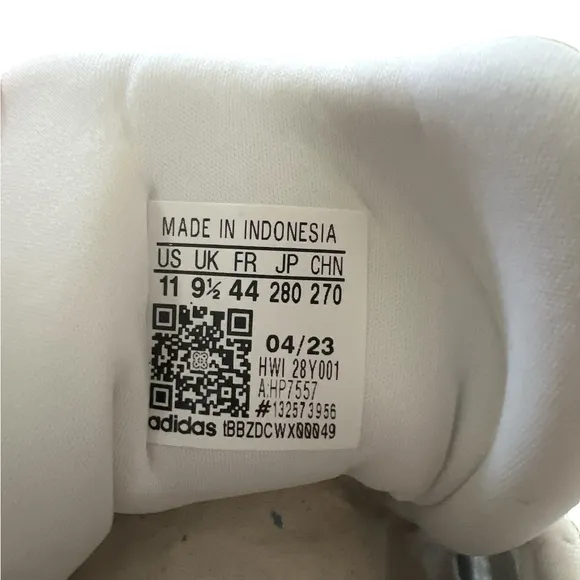 MADE IN INDONESIA
US UK FR JP CHN
11 9½ 44 280 270
04/23
HWI 28Y001
A:HP7557
#132573956
adidas tBBZDCWX00049